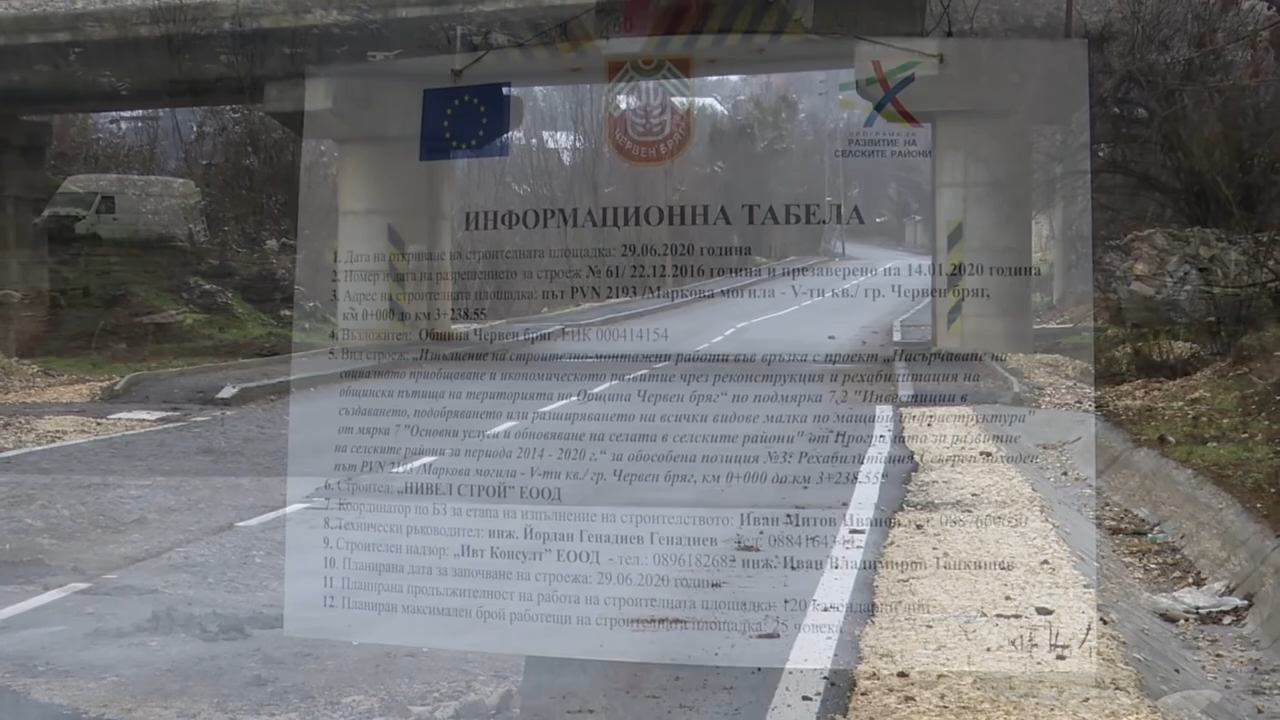 ЧЕРВЕН БРЯГ
ПРОГРАМА ЗА
РАЗВИТИЕ НА
СЕЛСКИТЕ РАЙОНИ
ИНФОРМАЦИОННА ТАБЕЛА
1. Дата на откриване на строителната площадка: 29.06.2020 година
2. Номер и дата на разрешението за строеж № 61/ 22.12.2016 година и презаверено на 14.01.2020 година
3. Адрес на строителната площадка: път PVN 2193 /Маркова могила - V-ти кв./ гр. Червен бряг,
км 0+000 до км 3+238.55
4. Възложител: Община Червен бряг, ЕИК 000414154
5. Вид строеж: „Изпълнение на строително-монтажни работи във връзка с проект „Насърчаване на
социалното приобщаване и икономическото развитие чрез реконструкция и рехабилитация на
общински пътища на територията на Община Червен бряг“ по подмярка 7,2 "Инвестиции в
създаването, подобряването или разширяването на всички видове малка по мащаби инфраструктура"
от мярка 7 "Основни услуги и обновяване на селата в селските райони" от Програмата за развитие
на селските райони за периода 2014 - 2020 г.“ за обособена позиция №3: Рехабилитация Северен обходен
път PVN 2193 /Маркова могила - V-ти кв./ гр. Червен бряг, км 0+000 до км 3+238.55“
6. Строител: „НИВЕЛ СТРОЙ” ЕООД
7. Координатор по БЗ за етапа на изпълнение на строителството: Иван Митов Иванов
8. Технически ръководител: инж. Йордан Генадиев Генадиев - тел: 
9. Строителен надзор: „Ивт Консулт” ЕООД - тел.: 0896182682 инж. Иван Владимиров
10. Планирана дата за започване на строежа: 29.06.2020 година
11. Планирана продължителност на работа на строителната площадка: 120 календарни дни
12. Планиран максимален брой работещи на строителната площадка: 25 човека